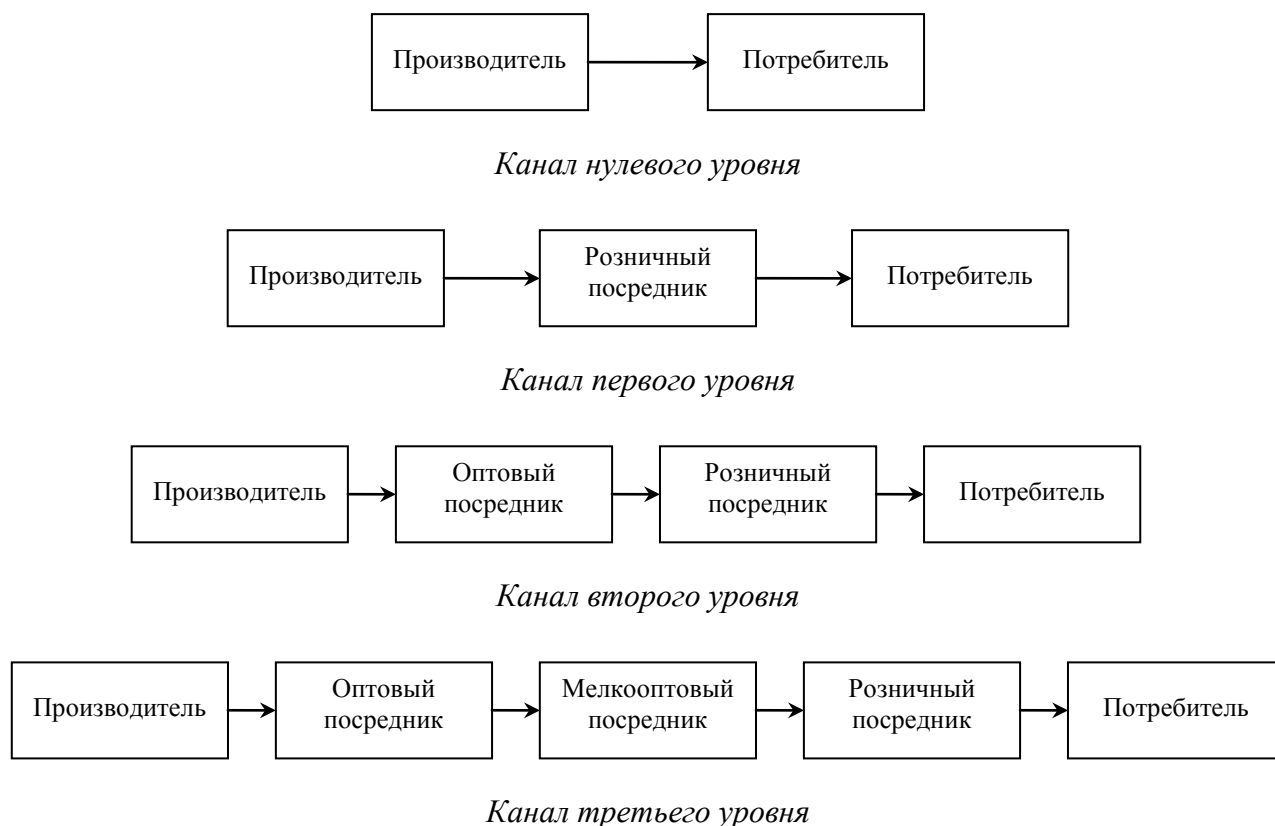 Производитель
Потребитель
Канал нулевого уровня
Производитель
Розничный
посредник
Потребитель
Канал первого уровня
Производитель
Оптовый
посредник
Розничный
посредник
Потребитель
Канал второго уровня
Производитель
Оптовый
посредник
Мелкооптовый
посредник
Розничный
посредник
Потребитель
Канал третьего уровня